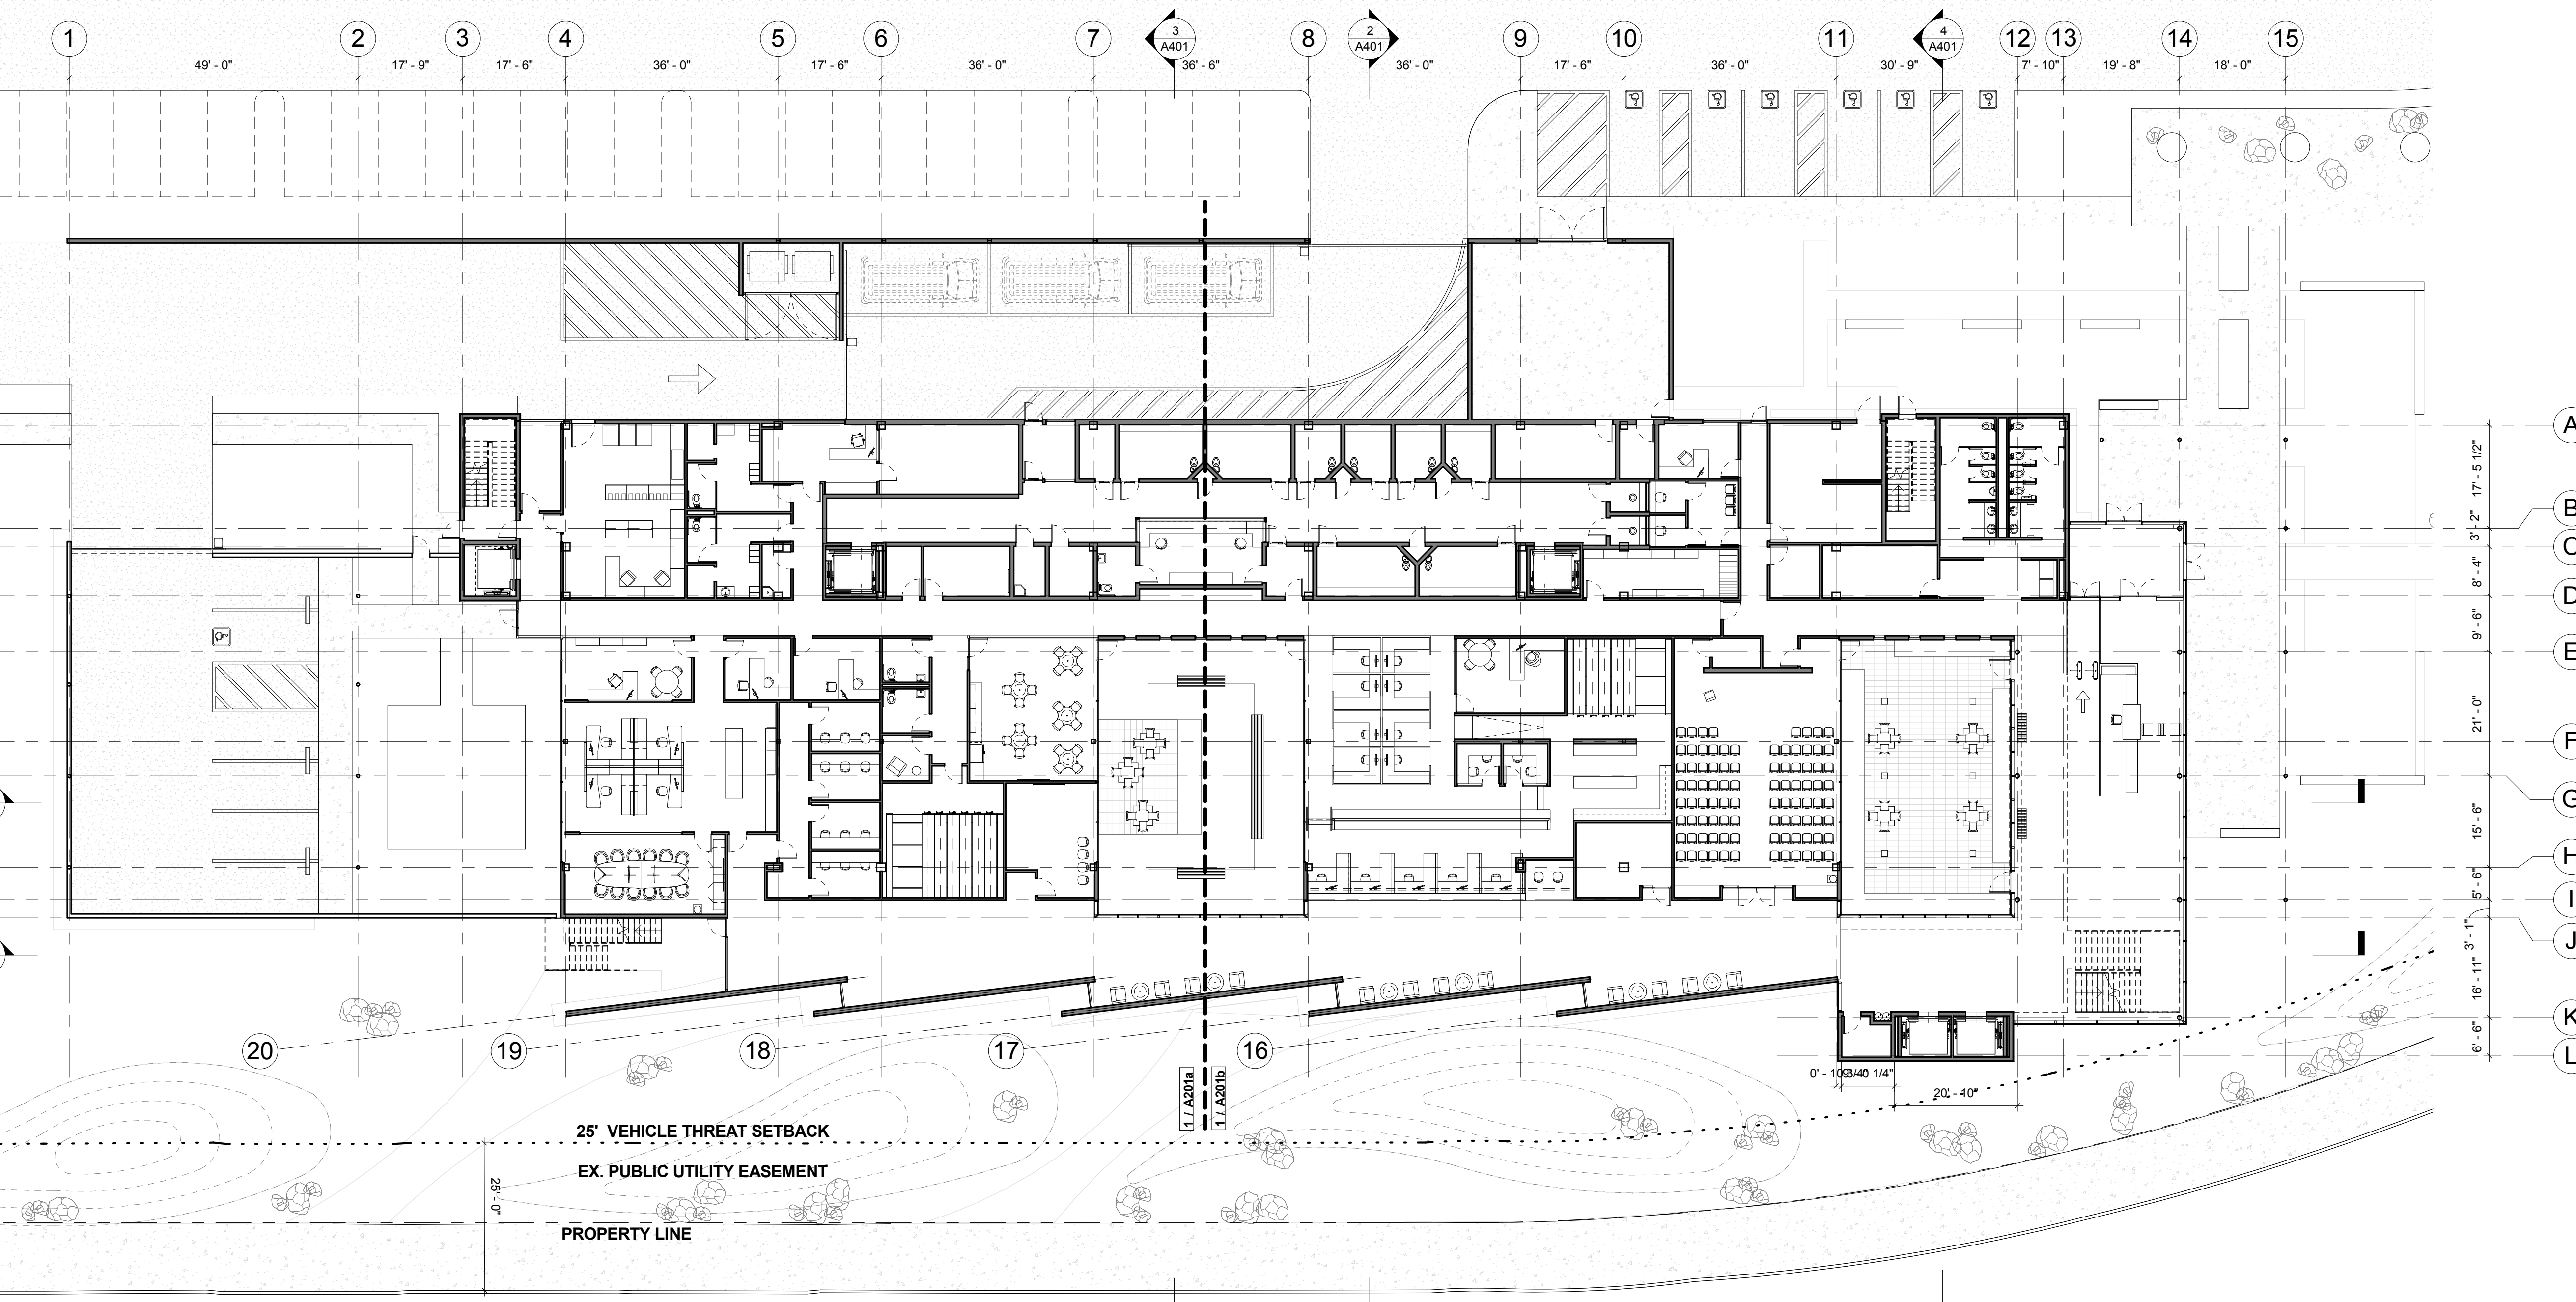 1 2 3 4 5 6 7 3 A401 8 2 A401 9 10 11 4 A401 12 13 14 15
49' - 0" 17' - 9" 17' - 6" 36' - 0" 17' - 6" 36' - 0" 36' - 6" 36' - 0" 17' - 6" 36' - 0" 30' - 9" 7' - 10" 19' - 8" 18' - 0"
A
17' - 5 1/2"
B
3' - 2"
C
8' - 4"
D
9' - 6"
E
21' - 0"
F
G
15' - 6"
H
5' - 6"
I
3' - 1"
J
16' - 11"
K
6' - 6"
L
20 19 18 17 16
1 / A201a
1 / A201b
20' - 10"
25' VEHICLE THREAT SETBACK
EX. PUBLIC UTILITY EASEMENT
25' - 0"
PROPERTY LINE